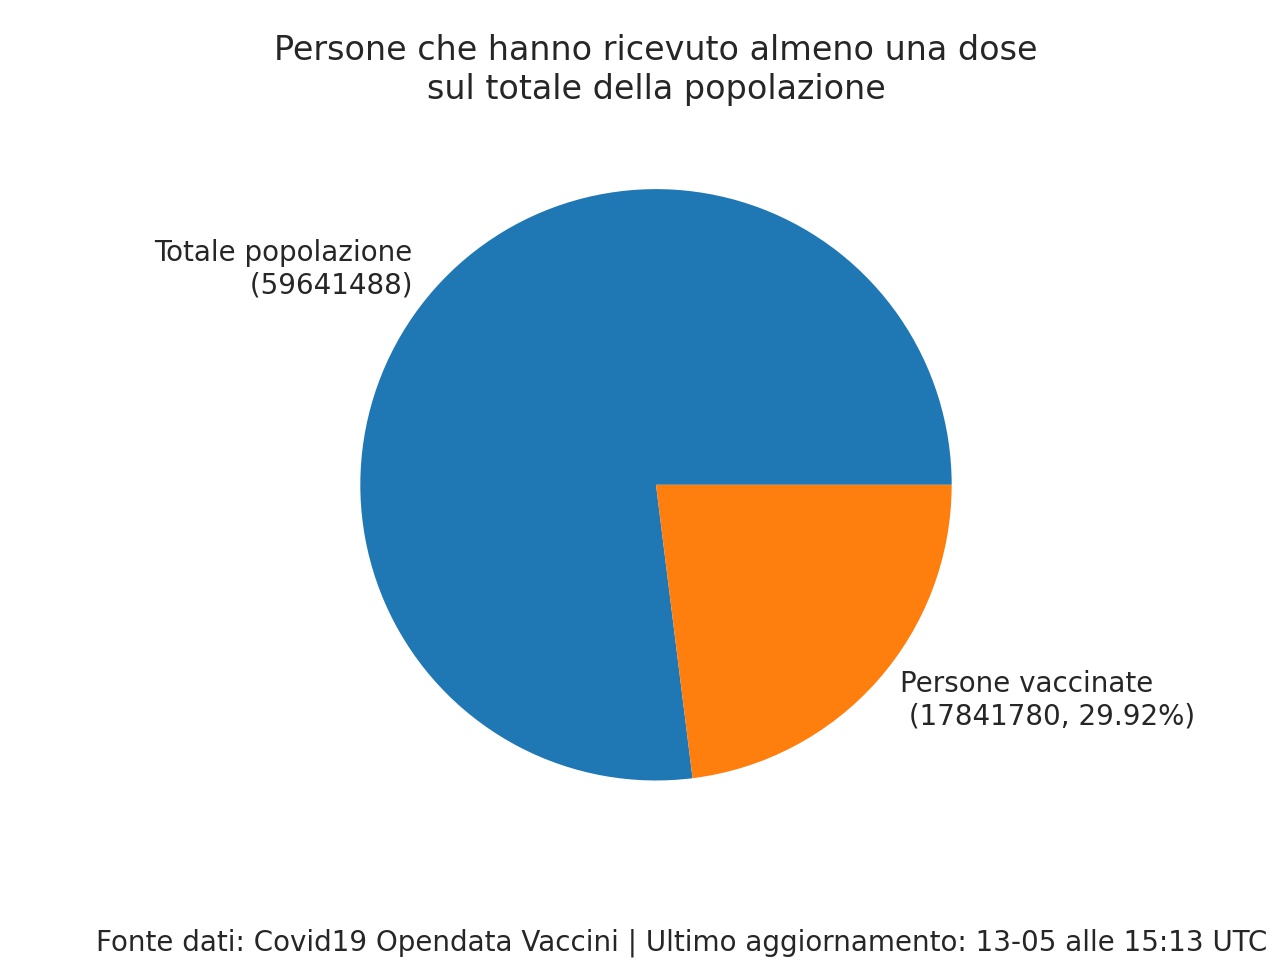 Persone che hanno ricevuto almeno una dose
sul totale della popolazione
Totale popolazione
(59641488)
Persone vaccinate
(17841780, 29.92%)
Fonte dati: Covid19 Opendata Vaccini | Ultimo aggiornamento: 13-05 alle 15:13 UTC